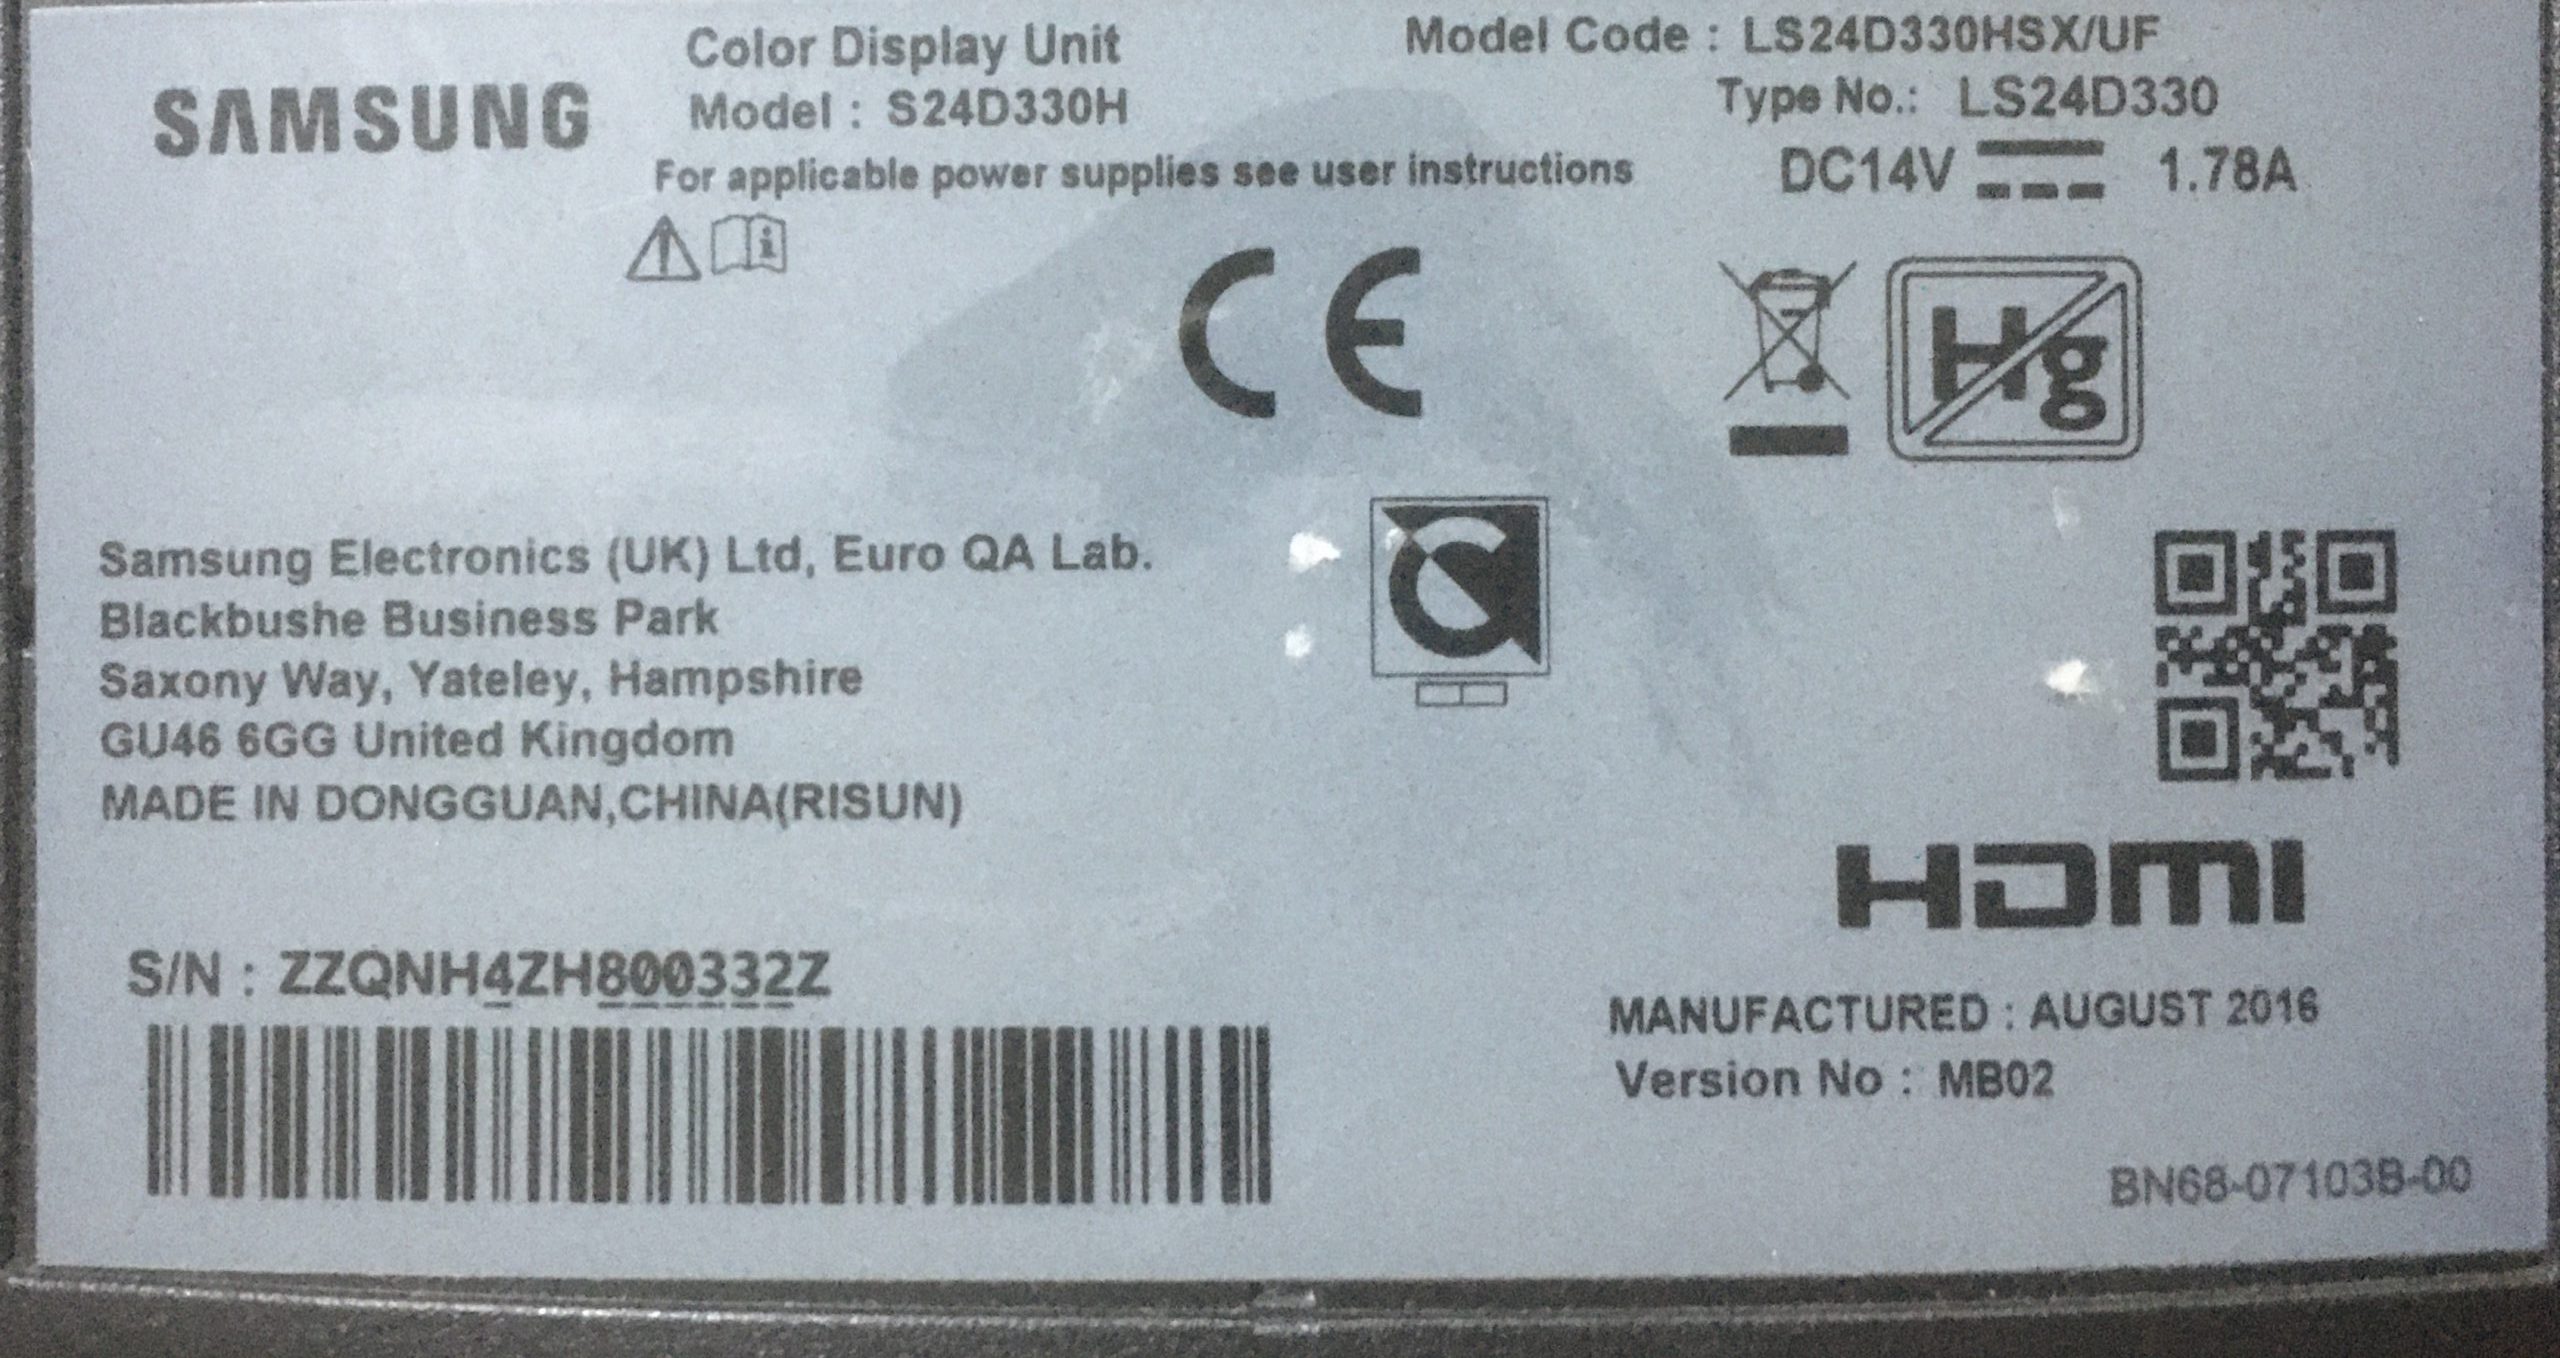 SAMSUNG
Color Display Unit
Model : S24D330H
For applicable power supplies see user instructions
Model Code : LS24D330HSX/UF
Type No.: LS24D330
DC14V 1.78A
CE
Hg
Samsung Electronics (UK) Ltd, Euro QA Lab.
Blackbushe Business Park
Saxony Way, Yateley, Hampshire
GU46 6GG United Kingdom
MADE IN DONGGUAN,CHINA(RISUN)
HDMI
S/N : ZZQNH4ZH800332Z
MANUFACTURED : AUGUST 2016
Version No : MB02
BN68-07103B-00